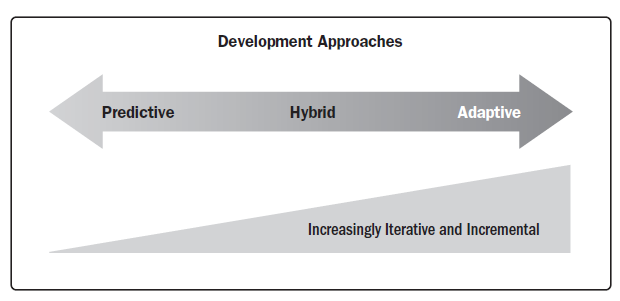 Development Approaches
Predictive Hybrid Adaptive
Increasingly Iterative and Incremental